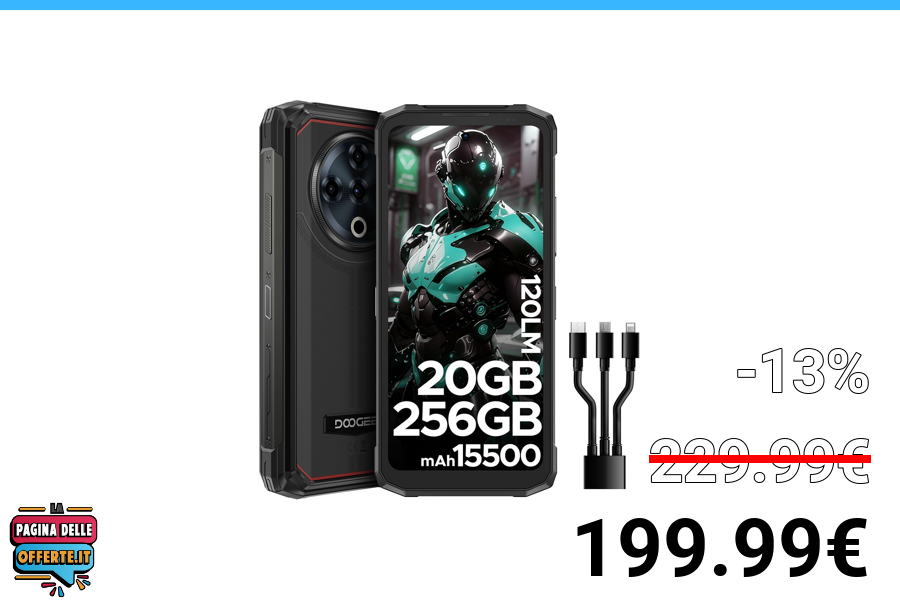 120LM
20GB
256GB
mAh15500
DOOGEE
-13%
229.99€
199.99€
LA
PAGINA DELLE
OFFERTE.IT